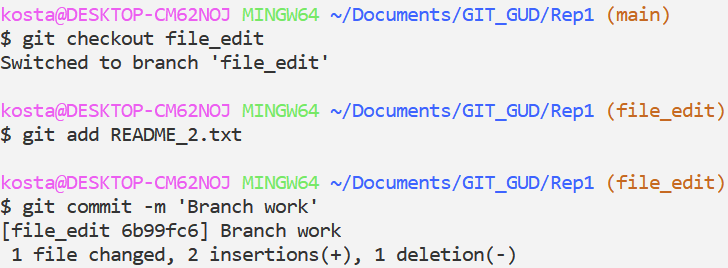 kosta@DESKTOP-CM62NOJ MINGW64 ~/Documents/GIT_GUD/Rep1 (main)
$ git checkout file_edit
Switched to branch 'file_edit'
kosta@DESKTOP-CM62NOJ MINGW64 ~/Documents/GIT_GUD/Rep1 (file_edit)
$ git add README_2.txt
kosta@DESKTOP-CM62NOJ MINGW64 ~/Documents/GIT_GUD/Rep1 (file_edit)
$ git commit -m 'Branch work'
[file_edit 6b99fc6] Branch work
 1 file changed, 2 insertions(+), 1 deletion(-)